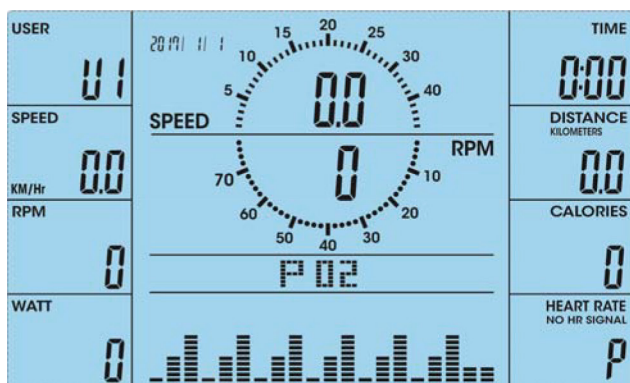 USER
U1
SPEED
0.0
KM/Hr
RPM
0
WATT
0
2017/ 1/ 1
5
10
15
20
25
30
40
0.0
SPEED
RPM
0
10
20
30
40
50
60
70
P 02
TIME
0:00
DISTANCE
KILOMETERS
0.0
CALORIES
0
HEART RATE
NO HR SIGNAL
P